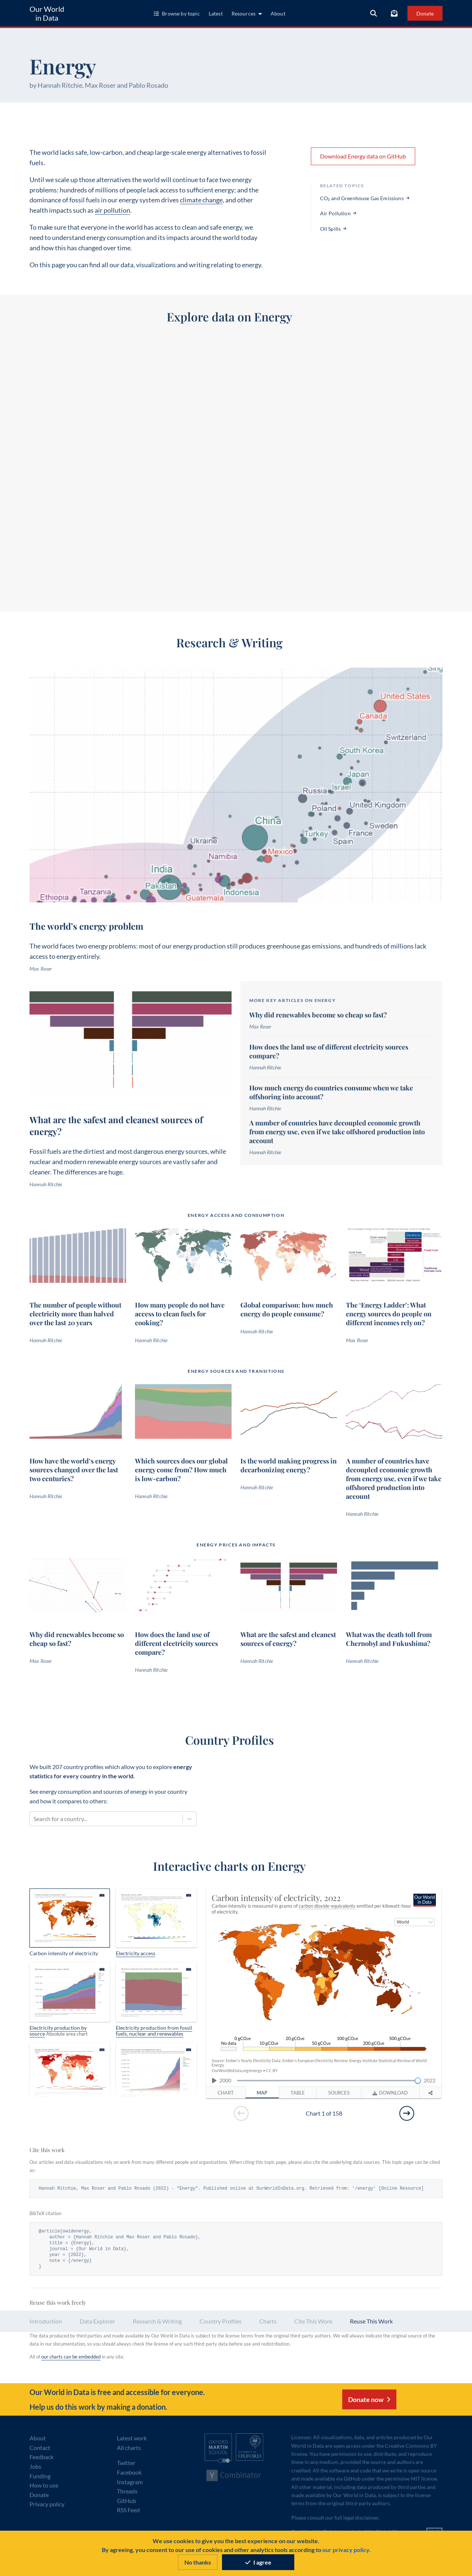 Our World
in Data
Browse by topic
Latest
Resources
About
Donate
Energy
by Hannah Ritchie, Max Roser and Pablo Rosado
The world lacks safe, low-carbon, and cheap large-scale energy alternatives to fossil
fuels.
Until we scale up those alternatives the world will continue to face two energy
problems: hundreds of millions of people lack access to sufficient energy; and the
dominance of fossil fuels in our energy system drives climate change, and other
health impacts such as air pollution.
To make sure everyone in the world has access to clean and safe energy, we
need to understand energy consumption and its impacts around the world today
and how this has changed over time.
On this page you can find all our data, visualizations and writing relating to energy.
Download Energy data on GitHub
RELATED TOPICS
CO₂ and Greenhouse Gas Emissions
Air Pollution
Oil Spills
Explore data on Energy
Research & Writing
United States
Canada
Switzerland
South Korea
Japan
Israel
Russia
Poland
United Kingdom
China
Sweden
France
Turkey
Spain
Ukraine
Mexico
Namibia
India
Pakistan
Tanzania
Indonesia
Ethiopia
Guatemala
The world's energy problem
The world faces two energy problems: most of our energy production still produces greenhouse gas emissions, and hundreds of millions lack
access to energy entirely.
Max Roser
What are the safest and cleanest sources of
energy?
Fossil fuels are the dirtiest and most dangerous energy sources, while
nuclear and modern renewable energy sources are vastly safer and
cleaner. The differences are huge.
Hannah Ritchie
MORE KEY ARTICLES ON ENERGY
Why did renewables become so cheap so fast?
Max Roser
How does the land use of different electricity sources
compare?
Hannah Ritchie
How much energy do countries consume when we take
offshoring into account?
Hannah Ritchie
A number of countries have decoupled economic growth
from energy use, even if we take offshored production into
account
Hannah Ritchie
ENERGY ACCESS AND CONSUMPTION
The number of people without
electricity more than halved
over the last 20 years
Hannah Ritchie
How many people do not have
access to clean fuels for
cooking?
Hannah Ritchie
Global comparison: how much
energy do people consume?
Hannah Ritchie
The 'Energy Ladder': What
energy sources do people on
different incomes rely on?
Max Roser
ENERGY SOURCES AND TRANSITIONS
How have the world's energy
sources changed over the last
two centuries?
Hannah Ritchie
Which sources does our global
energy come from? How much
is low-carbon?
Hannah Ritchie
Is the world making progress in
decarbonizing energy?
Hannah Ritchie
A number of countries have
decoupled economic growth
from energy use, even if we take
offshored production into
account
Hannah Ritchie
ENERGY PRICES AND IMPACTS
Why did renewables become so
cheap so fast?
Max Roser
How does the land use of
different electricity sources
compare?
Hannah Ritchie
What are the safest and cleanest
sources of energy?
Hannah Ritchie
What was the death toll from
Chernobyl and Fukushima?
Hannah Ritchie
Country Profiles
We built 207 country profiles which allow you to explore energy
statistics for every country in the world.
See energy consumption and sources of energy in your country
and how it compares to others:
Search for a country...
Interactive charts on Energy
Carbon intensity of electricity
Electricity access
Electricity production by
source Absolute area chart
Electricity production from fossil
fuels, nuclear and renewables
Carbon intensity of electricity, 2022
Carbon intensity is measured in grams of carbon dioxide-equivalents emitted per kilowatt-hour
of electricity.
Our World
in Data
World
No data
0 gCO₂e
10 gCO₂e
20 gCO₂e
50 gCO₂e
100 gCO₂e
200 gCO₂e
500 gCO₂e
Source: Ember's Yearly Electricity Data; Ember's European Electricity Review; Energy Institute Statistical Review of World
Energy
OurWorldInData.org/energy • CC BY
2000
2022
CHART
MAP
TABLE
SOURCES
DOWNLOAD
Chart 1 of 158
Cite this work
Our articles and data visualizations rely on work from many different people and organizations. When citing this topic page, please also cite the underlying data sources. This topic page can be cited
as:
Hannah Ritchie, Max Roser and Pablo Rosado (2022) - "Energy". Published online at OurWorldInData.org. Retrieved from: '/energy' [Online Resource]
BibTeX citation
@article{owidenergy,
author = {Hannah Ritchie and Max Roser and Pablo Rosado},
title = {Energy},
journal = {Our World in Data},
year = {2022},
note = {/energy}
}
Reuse this work freely
Introduction
Data Explorer
Research & Writing
Country Profiles
Charts
Cite This Work
Reuse This Work
The data produced by third parties and made available by Our World in Data is subject to the license terms from the original third-party authors. We will always indicate the original source of the
data in our documentation, so you should always check the license of any such third-party data before use and redistribution.
All of our charts can be embedded in any site.
Our World in Data is free and accessible for everyone.
Help us do this work by making a donation.
Donate now
About
Contact
Feedback
Jobs
Funding
How to use
Donate
Privacy policy
Latest work
All charts
Twitter
Facebook
Instagram
Threads
GitHub
RSS Feed
OXFORD
MARTIN
SCHOOL
OXFORD
Y Combinator
Licenses: All visualizations, data, and articles produced by Our
World in Data are open access under the Creative Commons BY
license. You have permission to use, distribute, and reproduce
these in any medium, provided the source and authors are
credited. All the software and code that we write is open source
and made available via GitHub under the permissive MIT license.
All other material, including data produced by third parties and
made available by Our World in Data, is subject to the license
terms from the original third-party authors.
Please consult our full legal disclaimer.
We use cookies to give you the best experience on our website.
By agreeing, you consent to our use of cookies and other analytics tools according to our privacy policy.
No thanks
I agree